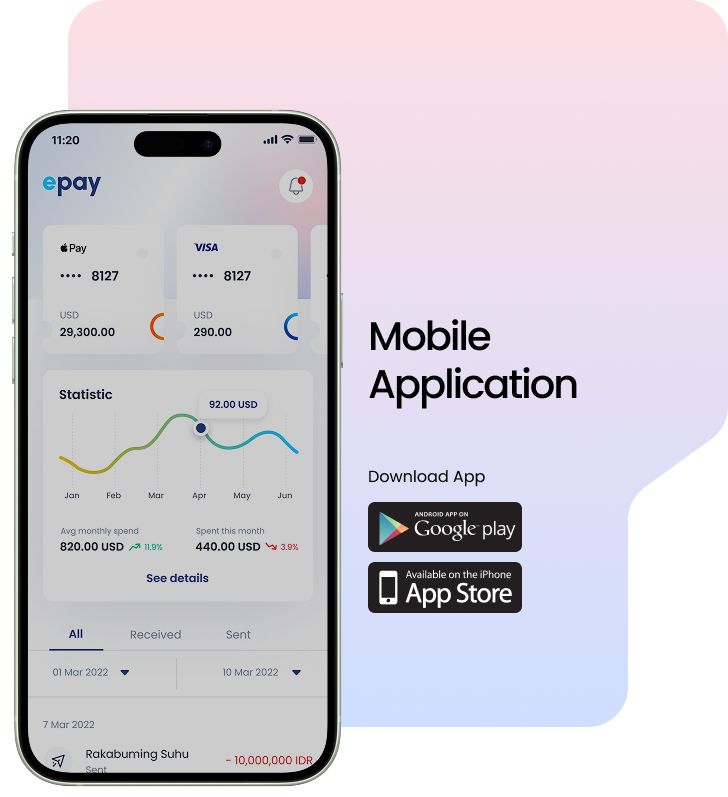 11:20
epay
Pay
•••• 8127
USD
29,300.00
VISA
•••• 8127
USD
290.00
Statistic
92.00 USD
Jan Feb Mar Apr May Jun
Avg monthly spend
820.00 USD 11.9%
Spent this month
440.00 USD 3.9%
See details
All Received Sent
01 Mar 2022 10 Mar 2022
7 Mar 2022
Rakabuming Suhu - 10,000,000 IDR
Sent
Mobile
Application
Download App
ANDROID APP ON
Google play
Available on the iPhone
App Store